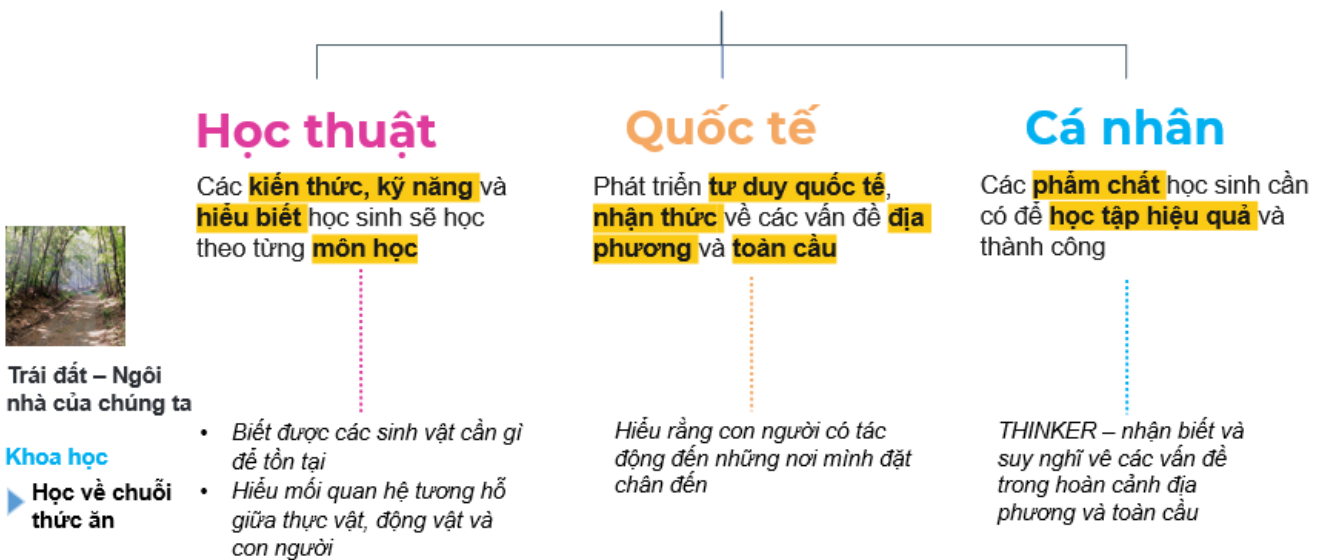 Học thuật
Các kiến thức, kỹ năng và
hiểu biết học sinh sẽ học
theo từng môn học
Quốc tế
Phát triển tư duy quốc tế,
nhận thức về các vấn đề địa
phương và toàn cầu
Cá nhân
Các phẩm chất học sinh cần
có để học tập hiệu quả và
thành công
Trái đất – Ngôi
nhà của chúng ta
Khoa học
Học về chuỗi
thức ăn
• Biết được các sinh vật cần gì
để tồn tại
• Hiểu mối quan hệ tương hỗ
giữa thực vật, động vật và
con người
Hiểu rằng con người có tác
động đến những nơi mình đặt
chân đến
THINKER – nhận biết và
suy nghĩ vê các vấn đề
trong hoàn cảnh địa
phương và toàn cầu